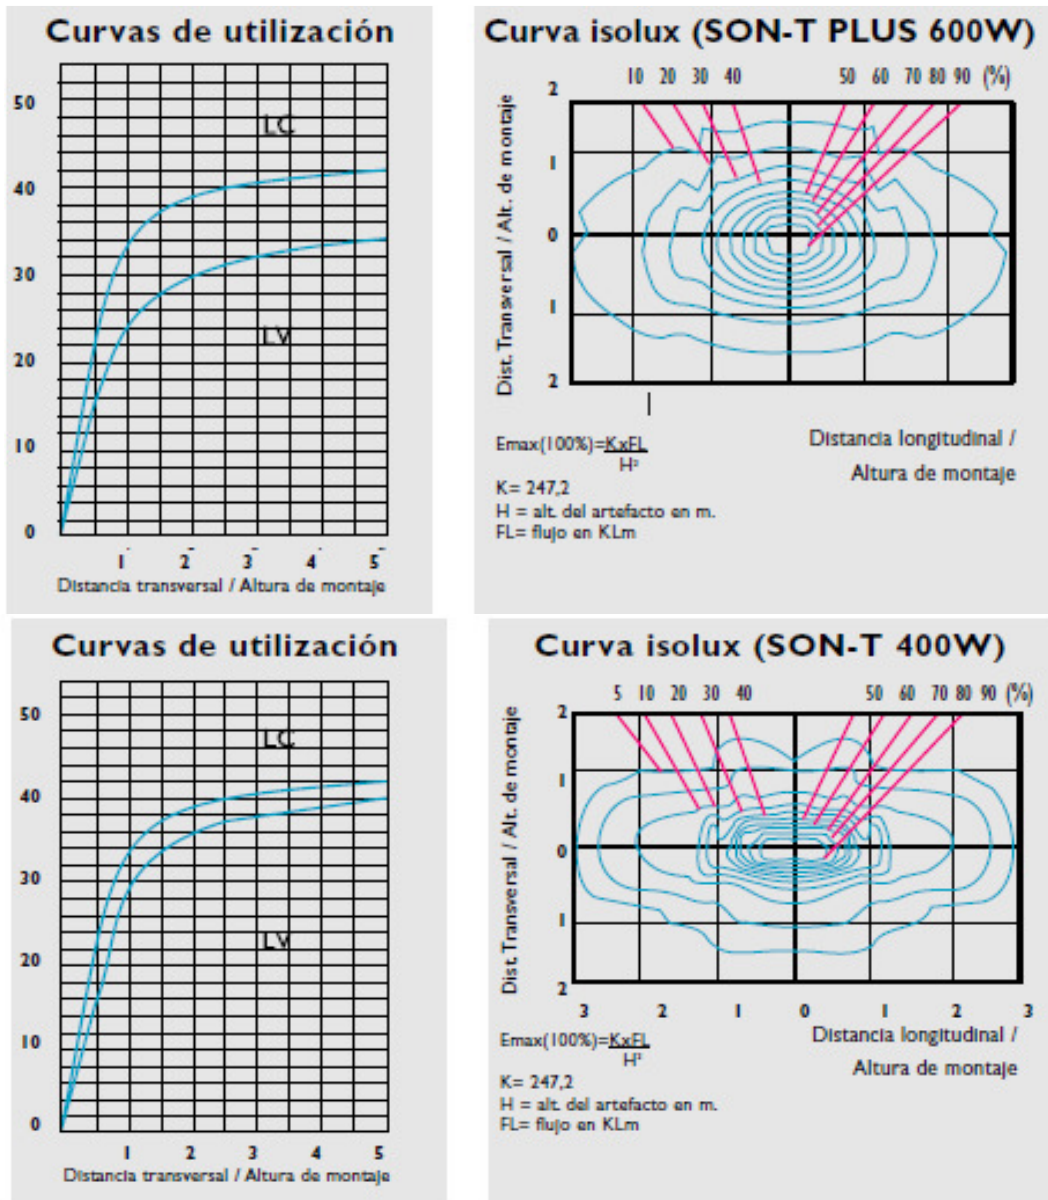 Curvas de utilización
50
40
30
20
10
0
LC
LV
1 2 3 4 5
Distancia transversal / Altura de montaje
Curva isolux (SON-T PLUS 600W)
10 20 30 40 50 60 70 80 90 (%)
2
1
0
1
2
Dist. Transversal / Alt. de montaje
Emax(100%)=KxFL
H²
K= 247,2
H = alt. del artefacto en m.
FL= flujo en KLm
Distancia longitudinal /
Altura de montaje
Curvas de utilización
50
40
30
20
10
0
LC
LV
1 2 3 4 5
Distancia transversal / Altura de montaje
Curva isolux (SON-T 400W)
5 10 20 30 40 50 60 70 80 90 (%)
2
1
0
1
2
Dist. Transversal / Alt. de montaje
3 2 1 0 1 2 3
Emax(100%)=KxFL
H²
K= 247,2
H = alt. del artefacto en m.
FL= flujo en KLm
Distancia longitudinal /
Altura de montaje